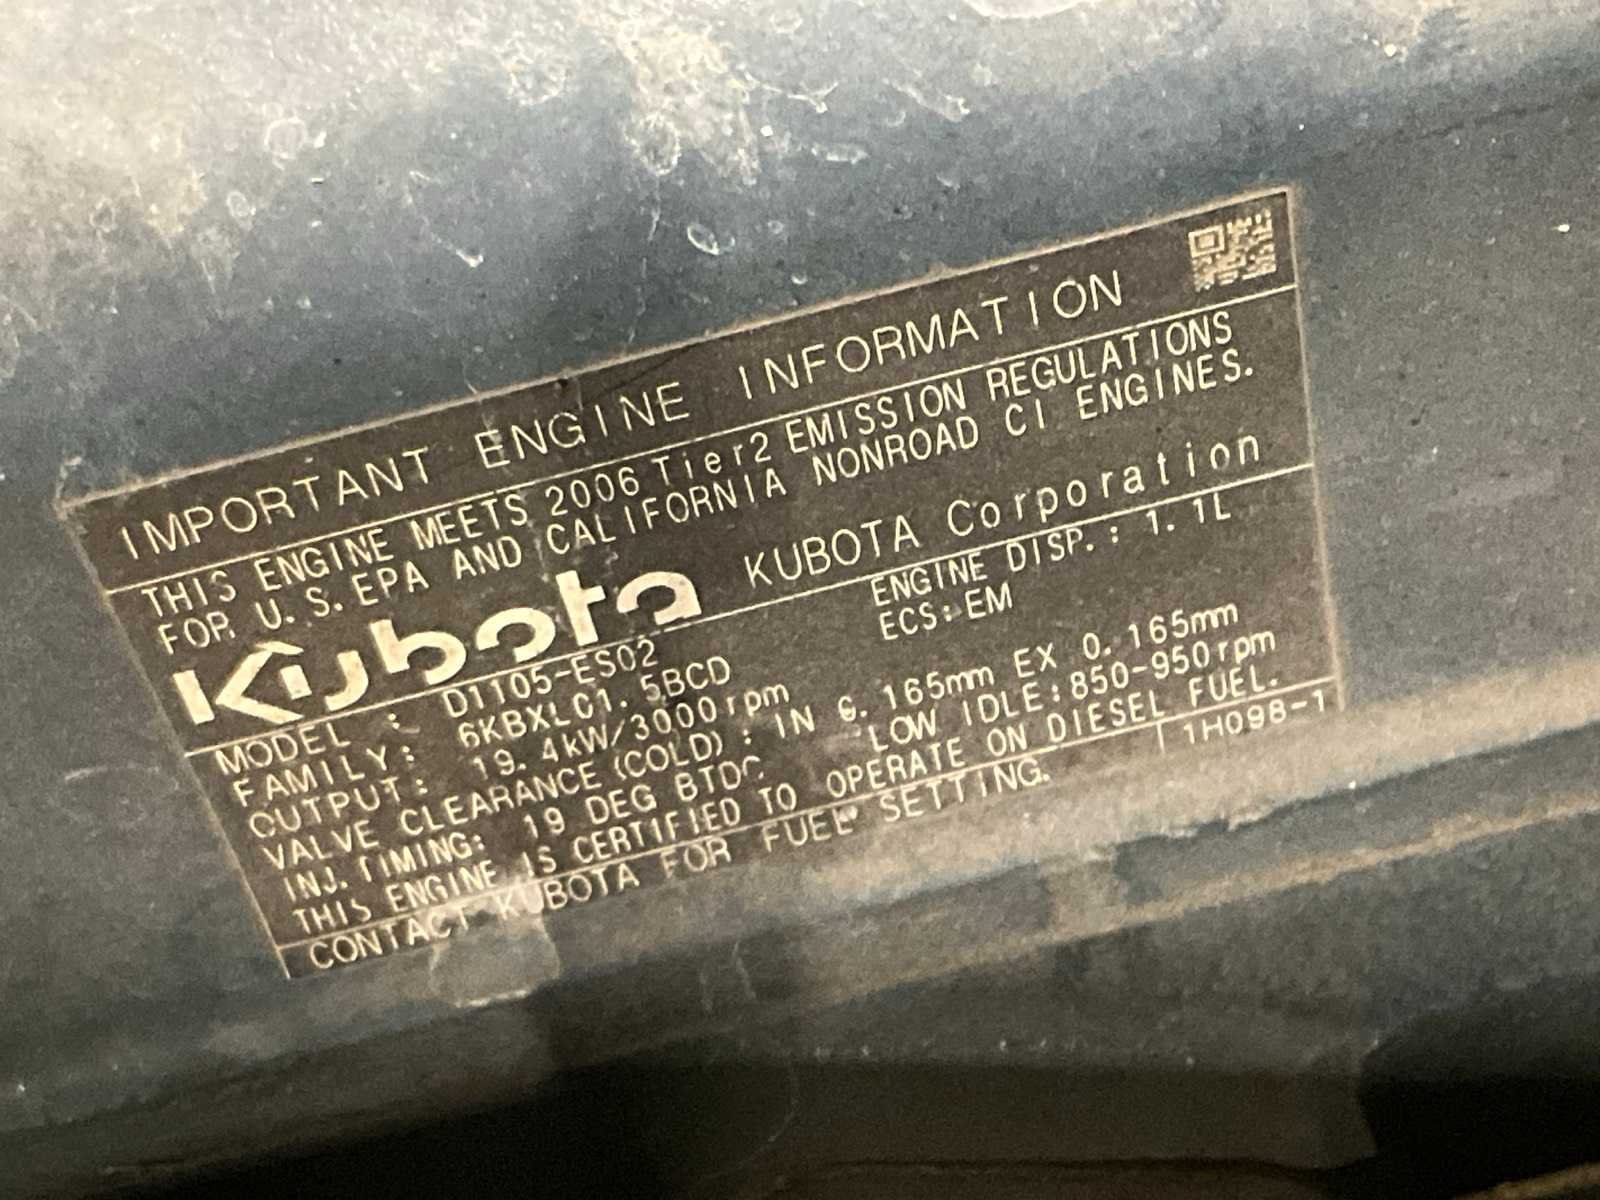 IMPORTANT ENGINE INFORMATION
THIS ENGINE MEETS 2006 Tier2 EMISSION REGULATIONS
FOR U.S. EPA AND CALIFORNIA NONROAD CI ENGINES.
Kubota KUBOTA Corporation
MODEL : D1105-ES02 ENGINE DISP.: 1.1L
FAMILY: 6KBXL01.5BCD ECS: EM
OUTPUT: 19.4kW/3000rpm
VALVE CLEARANCE (COLD) : IN 0.165mm EX 0.165mm
INJ. TIMING: 19 DEG BTDC LOW IDLE:850-950rpm
THIS ENGINE IS CERTIFIED TO OPERATE ON DIESEL FUEL.
CONTACT KUBOTA FOR FUEL SETTING. 1H098-1